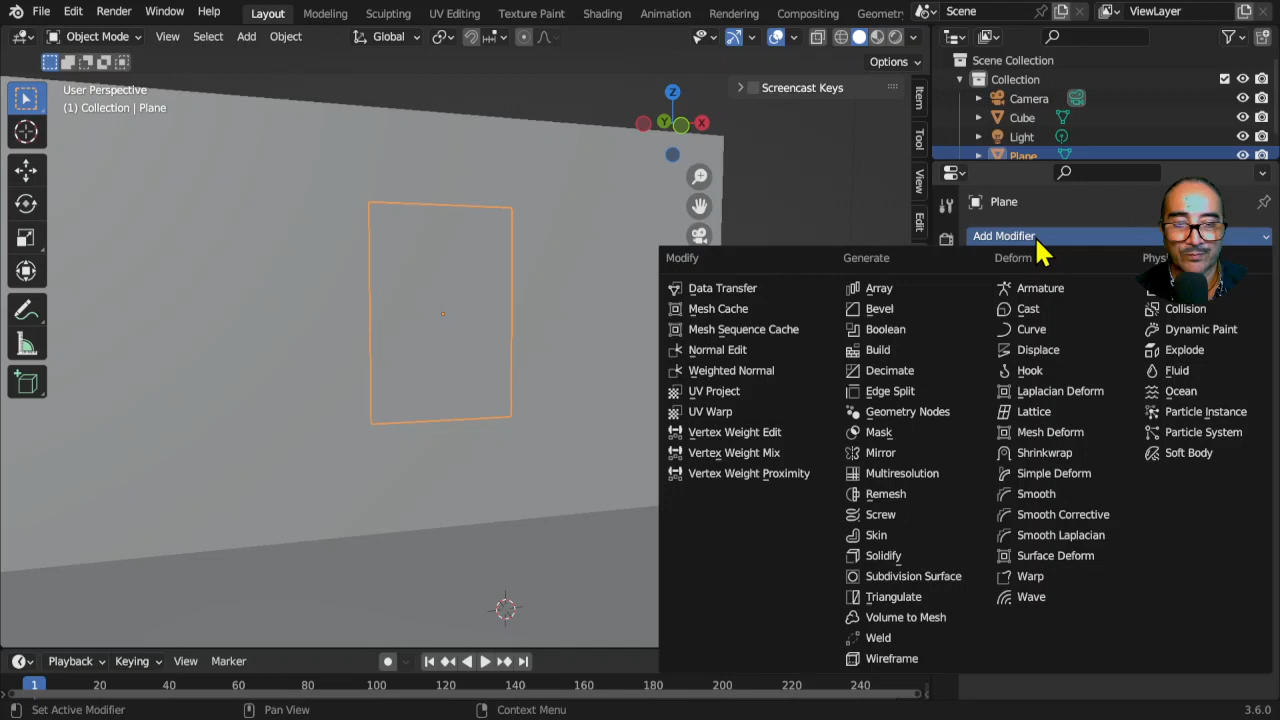 File Edit Render Window Help Layout Modeling Sculpting UV Editing Texture Paint Shading Animation Rendering Compositing Geometry Scene ViewLayer
Object Mode View Select Add Object Global
Options
User Perspective
(1) Collection | Plane
Screencast Keys
Z
Y
X
Item
Tool
View
Edit
Scene Collection
Collection
Camera
Cube
Light
Plane
Plane
Add Modifier
Modify
Data Transfer
Mesh Cache
Mesh Sequence Cache
Normal Edit
Weighted Normal
UV Project
UV Warp
Vertex Weight Edit
Vertex Weight Mix
Vertex Weight Proximity
Generate
Array
Bevel
Boolean
Build
Decimate
Edge Split
Geometry Nodes
Mask
Mirror
Multiresolution
Remesh
Screw
Skin
Solidify
Subdivision Surface
Triangulate
Volume to Mesh
Weld
Wireframe
Deform
Armature
Cast
Curve
Displace
Hook
Laplacian Deform
Lattice
Mesh Deform
Shrinkwrap
Simple Deform
Smooth
Smooth Corrective
Smooth Laplacian
Surface Deform
Warp
Wave
Collision
Dynamic Paint
Explode
Fluid
Ocean
Particle Instance
Particle System
Soft Body
Playback Keying View Marker
1 20 40 60 80 100 120 140 160 180 200 220 240
Set Active Modifier Pan View Context Menu 3.6.0